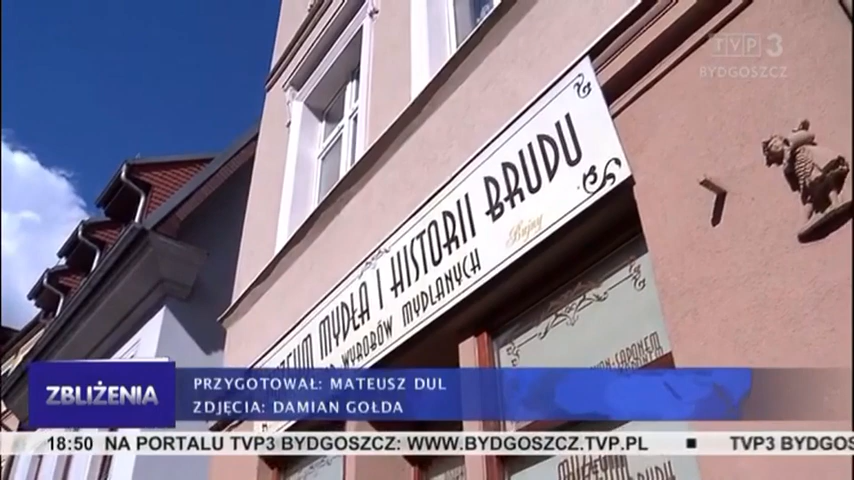 TVP3
BYDGOSZCZ
MYDŁA I HISTORII BRUDU
WYROBÓW MYDLANYCH
Bujny
ZBLIŻENIA
PRZYGOTOWAŁ: MATEUSZ DUL
ZDJĘCIA: DAMIAN GOŁDA
18:50 NA PORTALU TVP3 BYDGOSZCZ: WWW.BYDGOSZCZ.TVP.PL ■ TVP3 BYDGOS